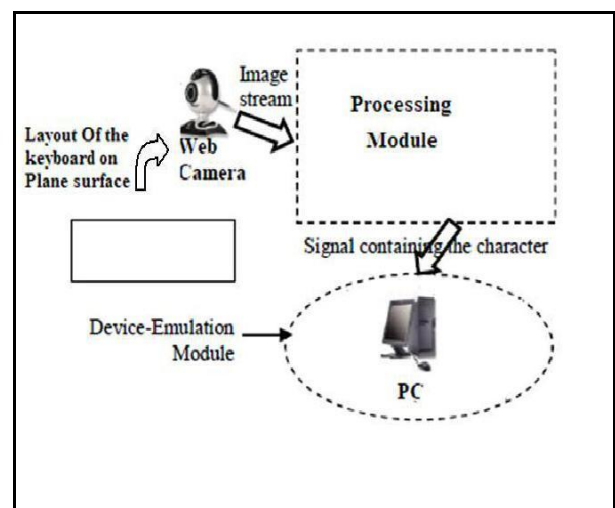 Image
stream
Processing
Module
Layout Of the
keyboard on
Plane surface
Web
Camera
Signal containing the character
Device-Emulation
Module
PC